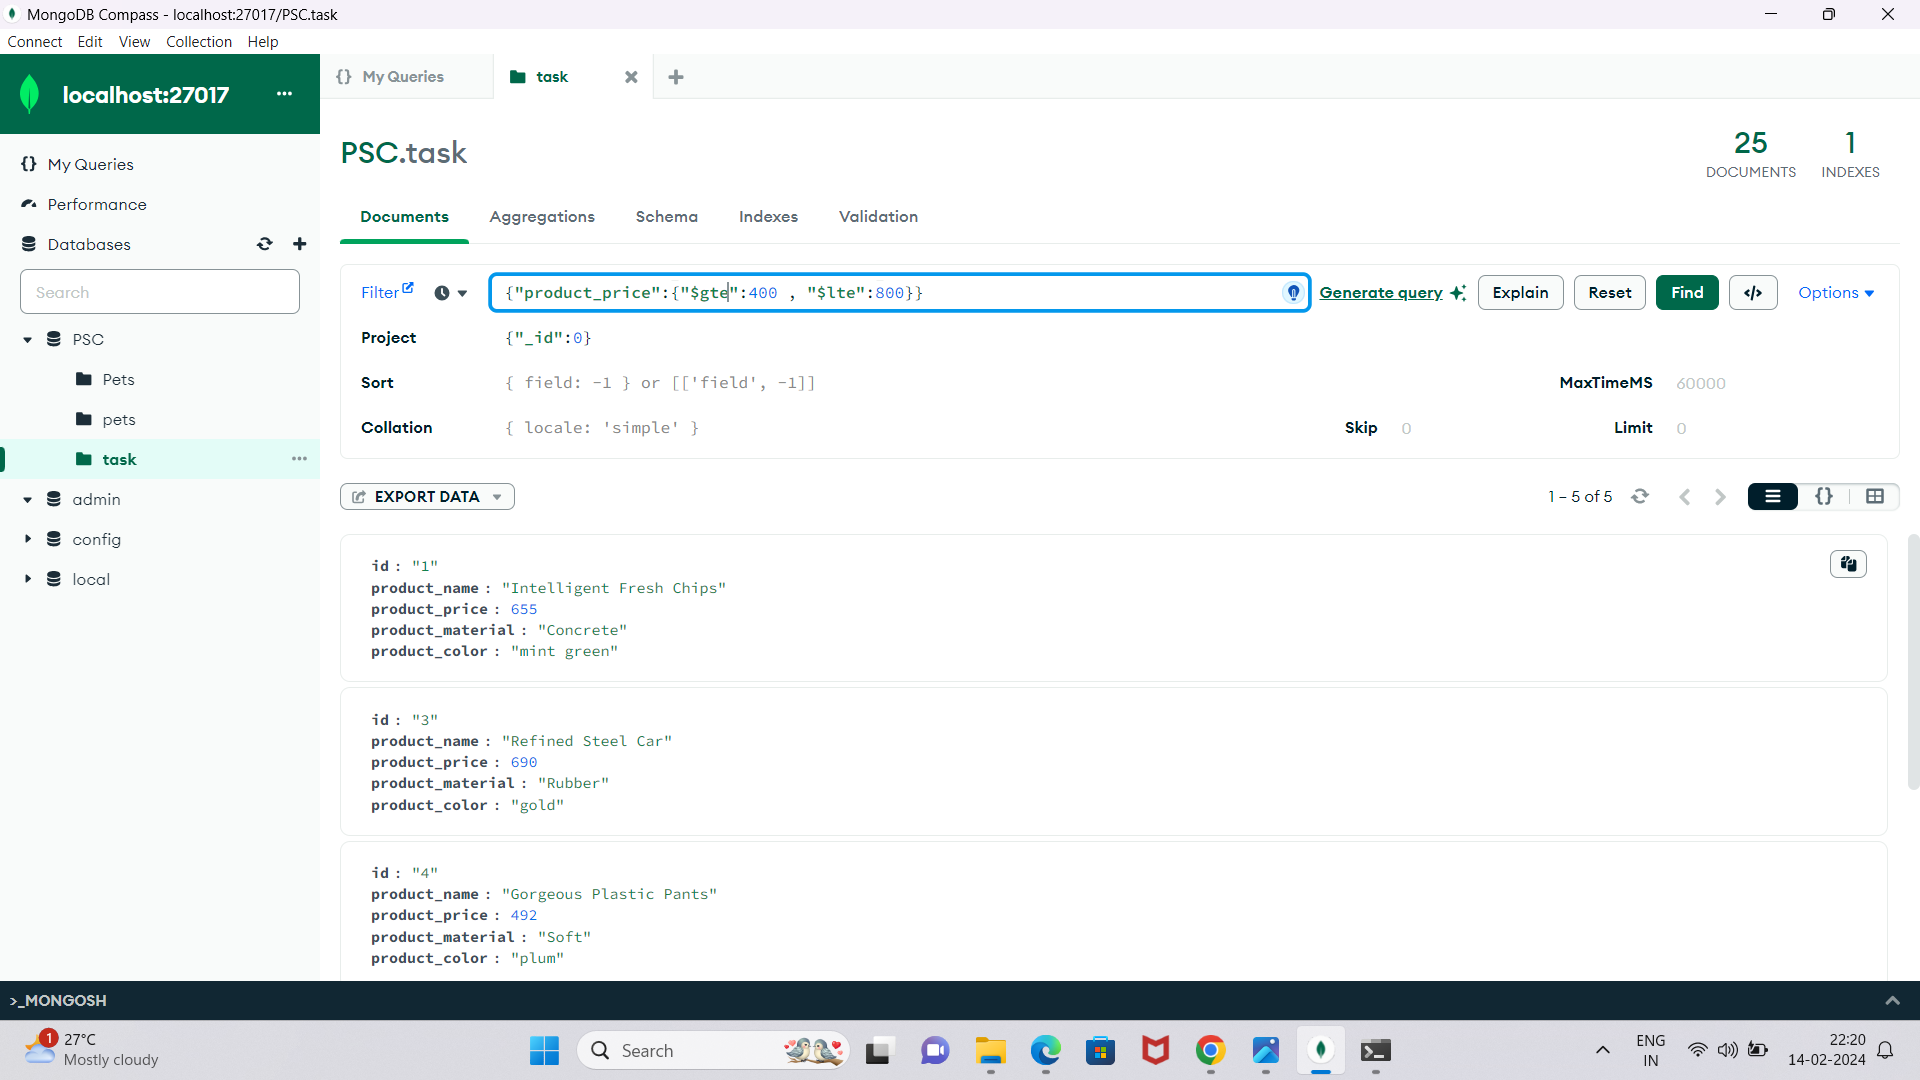 MongoDB Compass - localhost:27017/PSC.task
Connect Edit View Collection Help
localhost:27017 ...
{} My Queries
task
My Queries
Performance
Databases
Search
PSC
Pets
pets
task
admin
config
local
PSC.task
25
DOCUMENTS
1
INDEXES
Documents Aggregations Schema Indexes Validation
Filter {"product_price":{"$gte":400 , "$lte":800}} Generate query Explain Reset Find </> Options
Project {"_id":0}
Sort { field: -1 } or [['field', -1]] MaxTimeMS 60000
Collation { locale: 'simple' } Skip 0 Limit 0
EXPORT DATA 1 – 5 of 5 {}
id : "1"
product_name : "Intelligent Fresh Chips"
product_price : 655
product_material : "Concrete"
product_color : "mint green"
id : "3"
product_name : "Refined Steel Car"
product_price : 690
product_material : "Rubber"
product_color : "gold"
id : "4"
product_name : "Gorgeous Plastic Pants"
product_price : 492
product_material : "Soft"
product_color : "plum"
>_MONGOSH
1
27°C
Mostly cloudy
Search
ENG
IN
22:20
14-02-2024